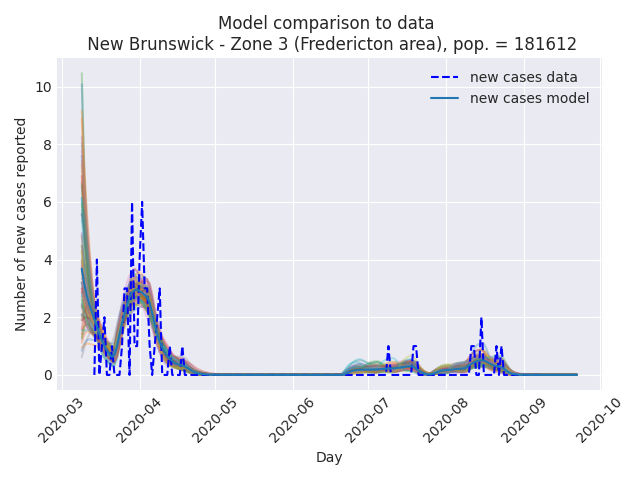 Model comparison to data
New Brunswick - Zone 3 (Fredericton area), pop. = 181612
new cases data
new cases model
Number of new cases reported
10
8
6
4
2
0
2020-03
2020-04
2020-05
2020-06
2020-07
2020-08
2020-09
2020-10
Day